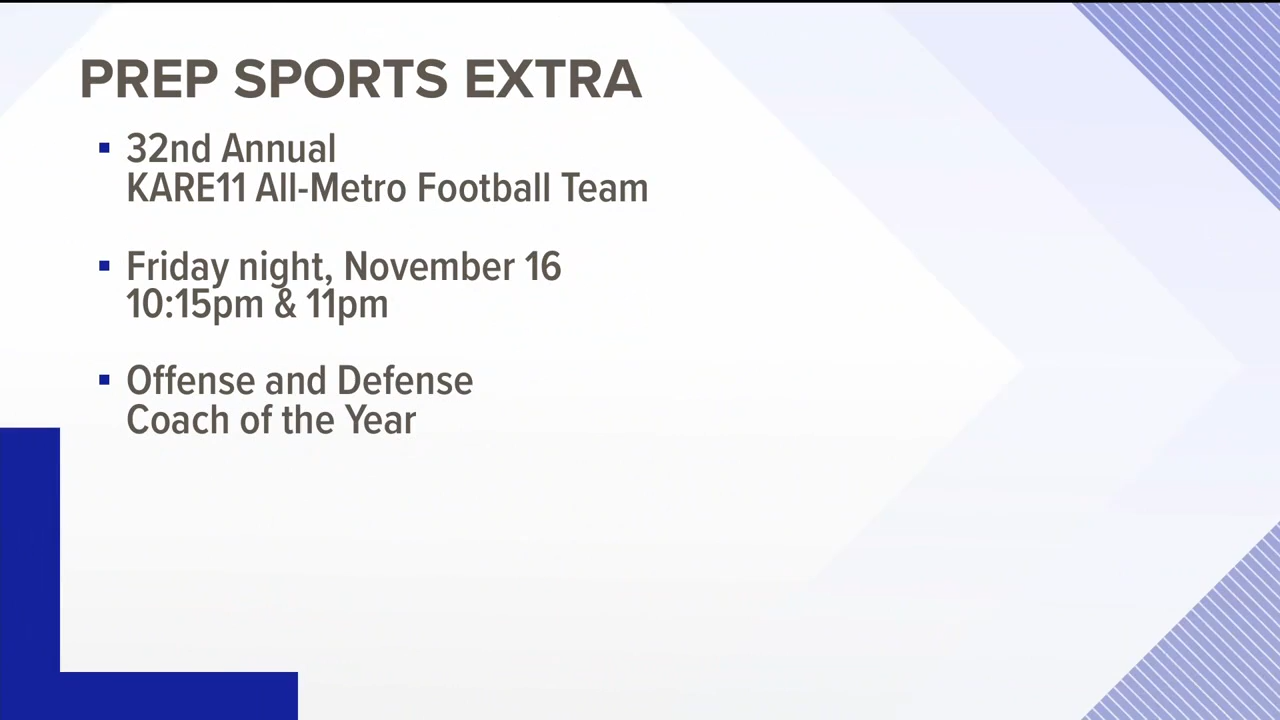 PREP SPORTS EXTRA
32nd Annual
KARE11 All-Metro Football Team
Friday night, November 16
10:15pm & 11pm
Offense and Defense
Coach of the Year